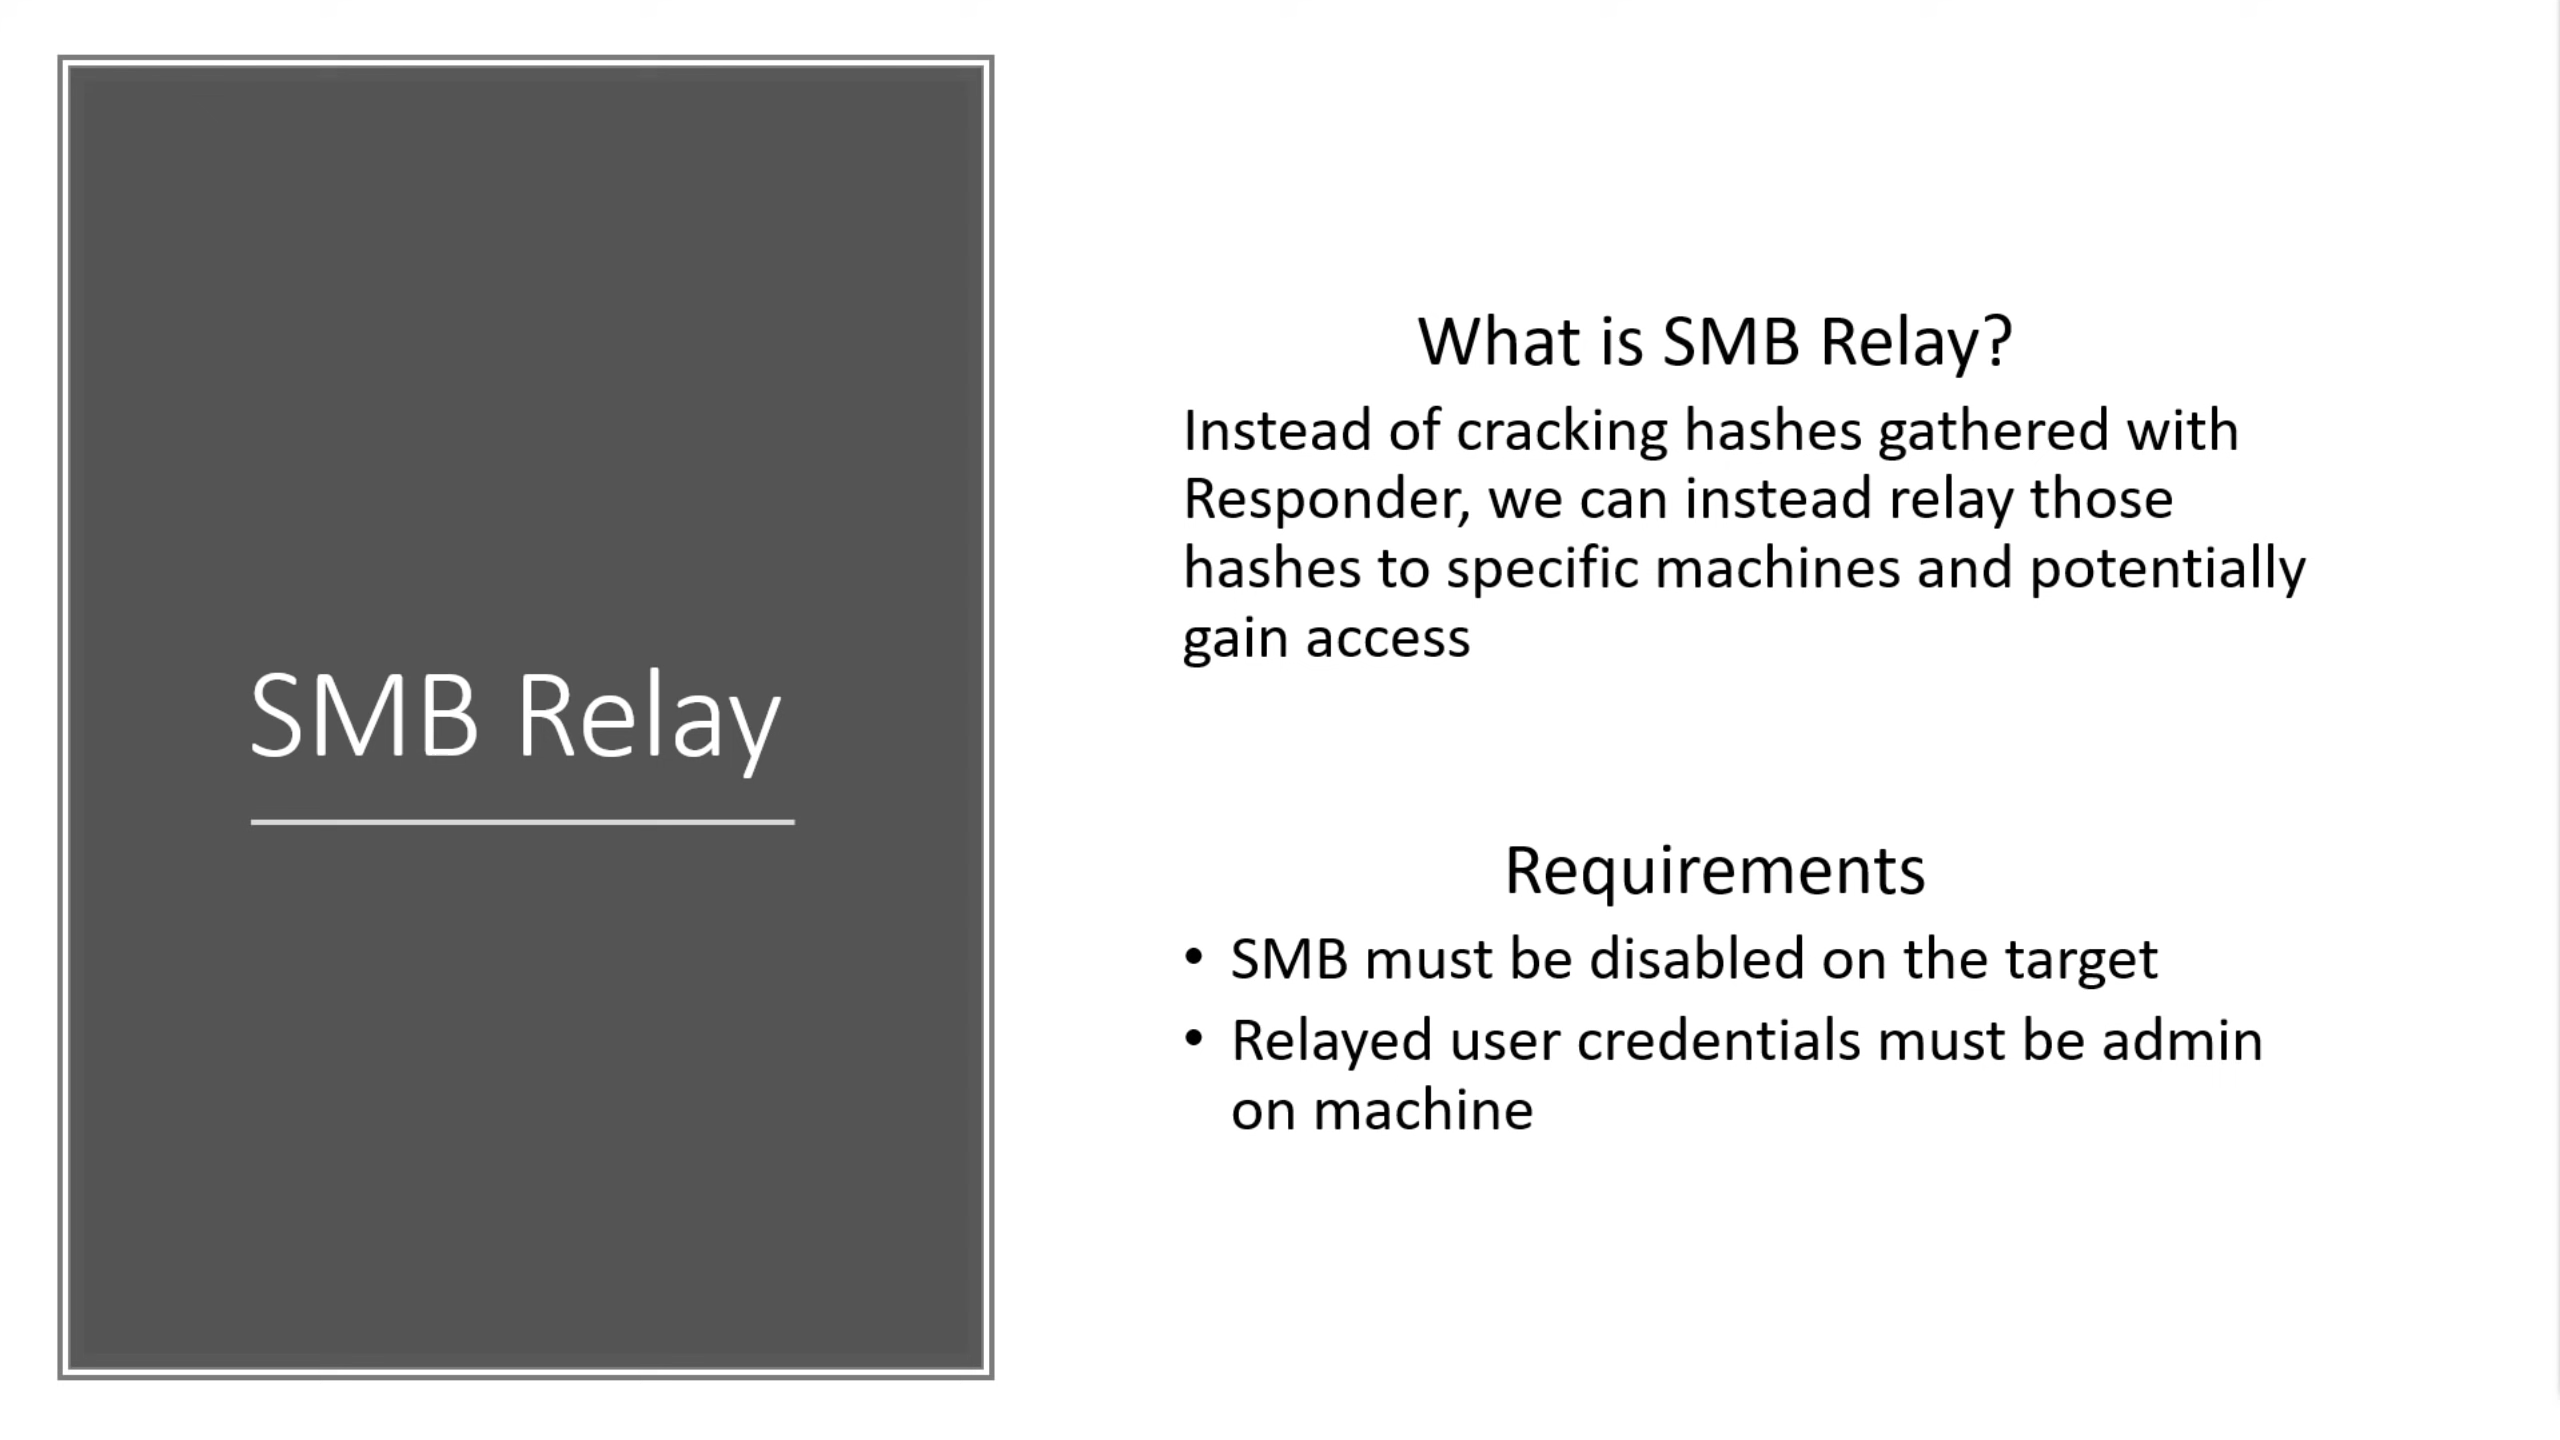 SMB Relay
What is SMB Relay?
Instead of cracking hashes gathered with
Responder, we can instead relay those
hashes to specific machines and potentially
gain access
Requirements
• SMB must be disabled on the target
• Relayed user credentials must be admin
on machine